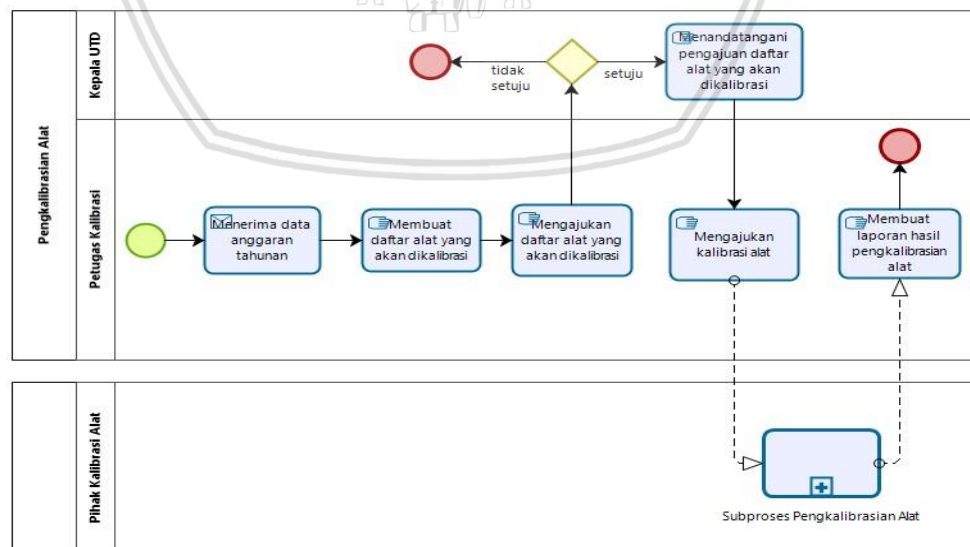 Pengkalibrasian Alat
Kepala UTD
tidak
setuju
setuju
Menandatangani
pengajuan daftar
alat yang akan
dikalibrasi
Petugas Kalibrasi
Menerima data
anggaran
tahunan
Membuat
daftar alat yang
akan dikalibrasi
Mengajukan
daftar alat yang
akan dikalibrasi
Mengajukan
kalibrasi alat
Membuat
laporan hasil
pengkalibrasian
alat
Pihak Kalibrasi Alat
Subproses Pengkalibrasian Alat